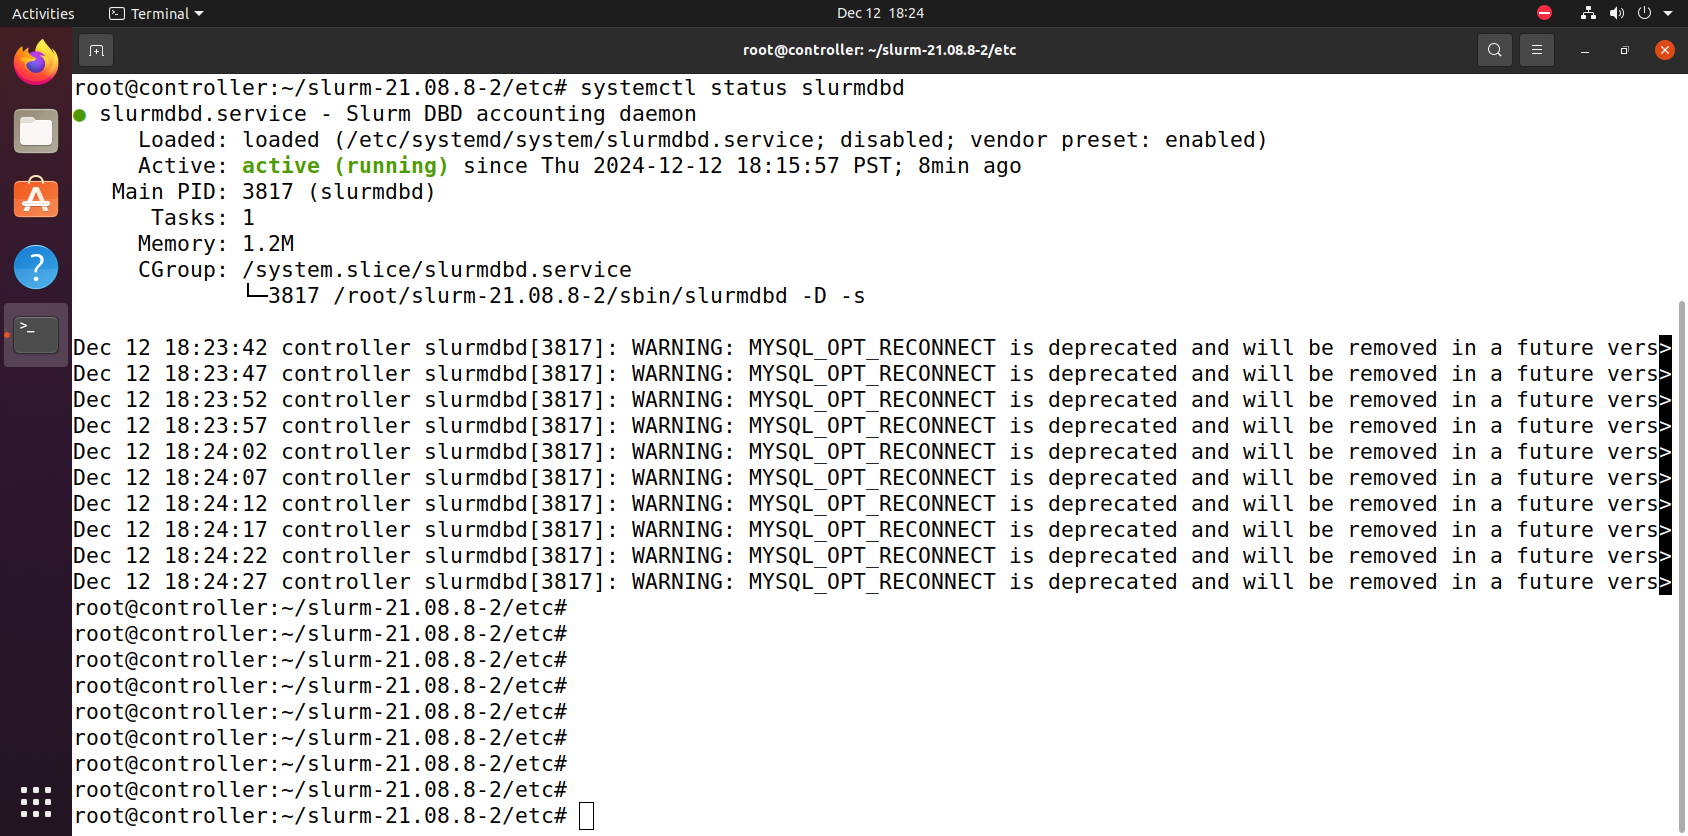 Activities
Terminal
Dec 12 18:24
root@controller: ~/slurm-21.08.8-2/etc
root@controller:~/slurm-21.08.8-2/etc# systemctl status slurmdbd
● slurmdbd.service - Slurm DBD accounting daemon
Loaded: loaded (/etc/systemd/system/slurmdbd.service; disabled; vendor preset: enabled)
Active: active (running) since Thu 2024-12-12 18:15:57 PST; 8min ago
Main PID: 3817 (slurmdbd)
Tasks: 1
Memory: 1.2M
CGroup: /system.slice/slurmdbd.service
└─3817 /root/slurm-21.08.8-2/sbin/slurmdbd -D -s
Dec 12 18:23:42 controller slurmdbd[3817]: WARNING: MYSQL_OPT_RECONNECT is deprecated and will be removed in a future vers>
Dec 12 18:23:47 controller slurmdbd[3817]: WARNING: MYSQL_OPT_RECONNECT is deprecated and will be removed in a future vers>
Dec 12 18:23:52 controller slurmdbd[3817]: WARNING: MYSQL_OPT_RECONNECT is deprecated and will be removed in a future vers>
Dec 12 18:23:57 controller slurmdbd[3817]: WARNING: MYSQL_OPT_RECONNECT is deprecated and will be removed in a future vers>
Dec 12 18:24:02 controller slurmdbd[3817]: WARNING: MYSQL_OPT_RECONNECT is deprecated and will be removed in a future vers>
Dec 12 18:24:07 controller slurmdbd[3817]: WARNING: MYSQL_OPT_RECONNECT is deprecated and will be removed in a future vers>
Dec 12 18:24:12 controller slurmdbd[3817]: WARNING: MYSQL_OPT_RECONNECT is deprecated and will be removed in a future vers>
Dec 12 18:24:17 controller slurmdbd[3817]: WARNING: MYSQL_OPT_RECONNECT is deprecated and will be removed in a future vers>
Dec 12 18:24:22 controller slurmdbd[3817]: WARNING: MYSQL_OPT_RECONNECT is deprecated and will be removed in a future vers>
Dec 12 18:24:27 controller slurmdbd[3817]: WARNING: MYSQL_OPT_RECONNECT is deprecated and will be removed in a future vers>
root@controller:~/slurm-21.08.8-2/etc#
root@controller:~/slurm-21.08.8-2/etc#
root@controller:~/slurm-21.08.8-2/etc#
root@controller:~/slurm-21.08.8-2/etc#
root@controller:~/slurm-21.08.8-2/etc#
root@controller:~/slurm-21.08.8-2/etc#
root@controller:~/slurm-21.08.8-2/etc#
root@controller:~/slurm-21.08.8-2/etc#
root@controller:~/slurm-21.08.8-2/etc#